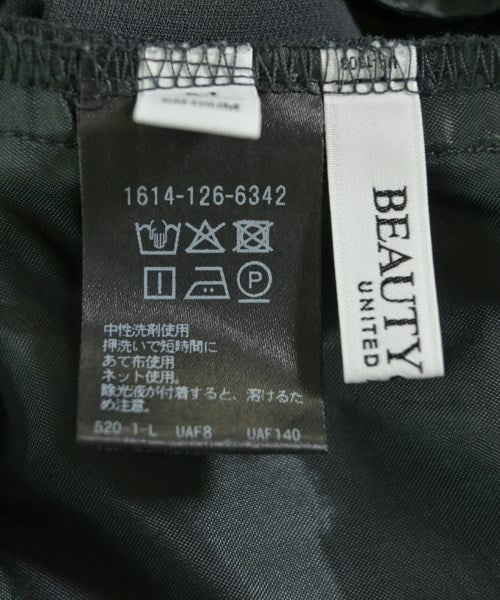 1614-126-6342
P
中性洗剤使用
押洗いで短時間に
あて布使用
ネット使用。
除光液が付着すると、溶けるた
め注意。
520-1-L UAF8 UAF140
BEAUTY
UNITED